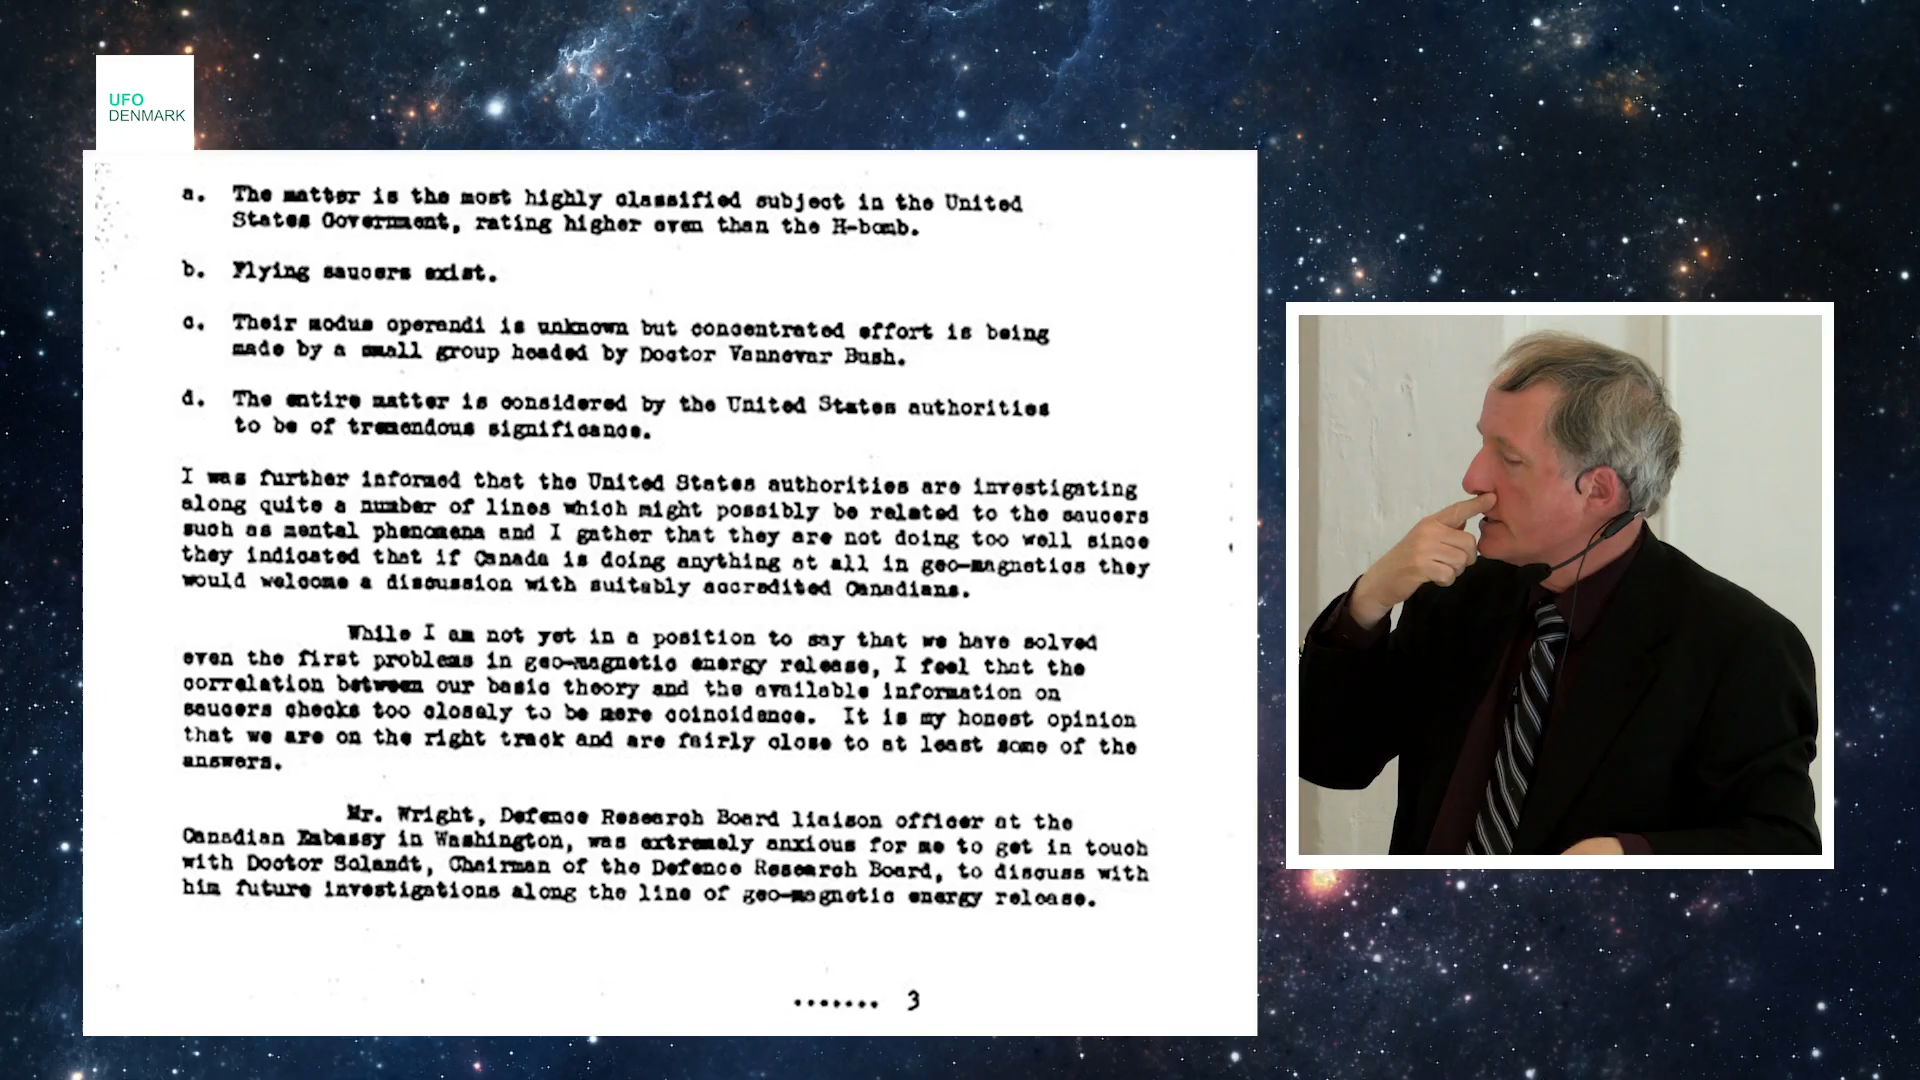 UFO
DENMARK
a. The matter is the most highly classified subject in the United
States Government, rating higher even than the H-bomb.
b. Flying saucers exist.
c. Their modus operandi is unknown but concentrated effort is being
made by a small group headed by Doctor Vannevar Bush.
d. The entire matter is considered by the United States authorities
to be of tremendous significance.
I was further informed that the United States authorities are investigating
along quite a number of lines which might possibly be related to the saucers
such as mental phenomena and I gather that they are not doing too well since
they indicated that if Canada is doing anything at all in geo-magnetics they
would welcome a discussion with suitably accredited Canadians.
While I am not yet in a position to say that we have solved
even the first problems in geo-magnetic energy release, I feel that the
correlation between our basic theory and the available information on
saucers checks too closely to be mere coincidence. It is my honest opinion
that we are on the right track and are fairly close to at least some of the
answers.
Mr. Wright, Defence Research Board liaison officer at the
Canadian Embassy in Washington, was extremely anxious for me to get in touch
with Doctor Solandt, Chairman of the Defence Research Board, to discuss with
him future investigations along the line of geo-magnetic energy release.
....... 3